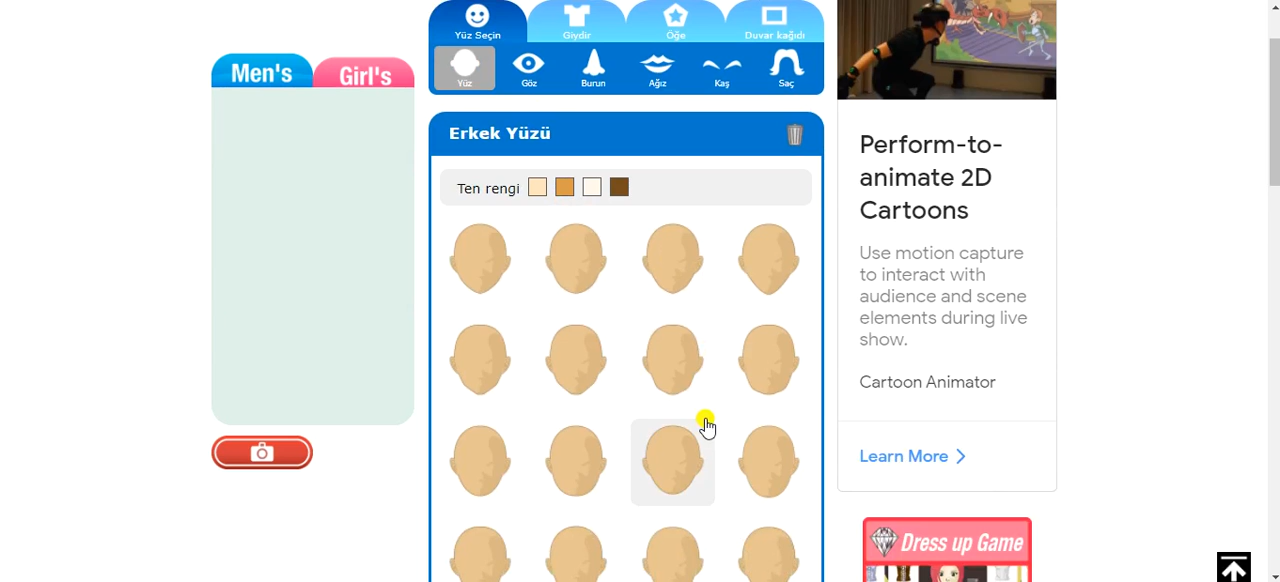 Men's
Girl's
Yüz Seçin
Giydir
Öğe
Duvar kağıdı
Yüz
Göz
Burun
Ağız
Kaş
Saç
Erkek Yüzü
Ten rengi
Perform-to-
animate 2D
Cartoons
Use motion capture
to interact with
audience and scene
elements during live
show.
Cartoon Animator
Learn More
Dress up Game